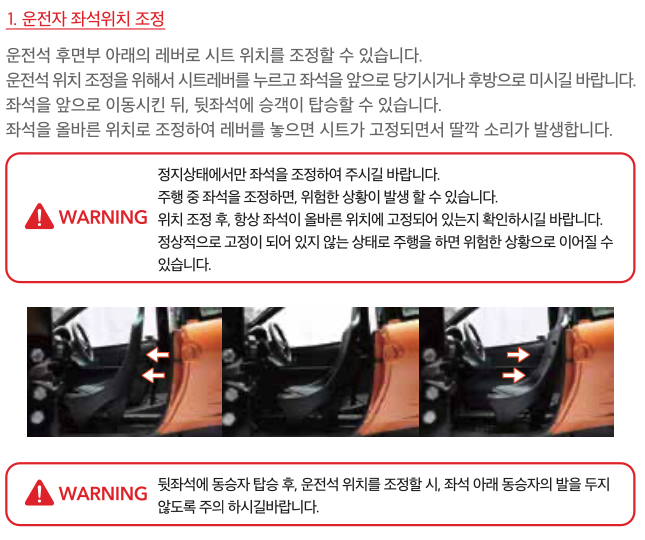 1. 운전자 좌석위치 조정
운전석 후면부 아래의 레버로 시트 위치를 조정할 수 있습니다.
운전석 위치 조정을 위해서 시트레버를 누르고 좌석을 앞으로 당기시거나 후방으로 미시길 바랍니다.
좌석을 앞으로 이동시킨 뒤, 뒷좌석에 승객이 탑승할 수 있습니다.
좌석을 올바른 위치로 조정하여 레버를 놓으면 시트가 고정되면서 딸깍 소리가 발생합니다.
WARNING
정지상태에서만 좌석을 조정하여 주시길 바랍니다.
주행 중 좌석을 조정하면, 위험한 상황이 발생 할 수 있습니다.
위치 조정 후, 항상 좌석이 올바른 위치에 고정되어 있는지 확인하시길 바랍니다.
정상적으로 고정이 되어 있지 않는 상태로 주행을 하면 위험한 상황으로 이어질 수
있습니다.
WARNING
뒷좌석에 동승자 탑승 후, 운전석 위치를 조정할 시, 좌석 아래 동승자의 발을 두지
않도록 주의 하시길바랍니다.